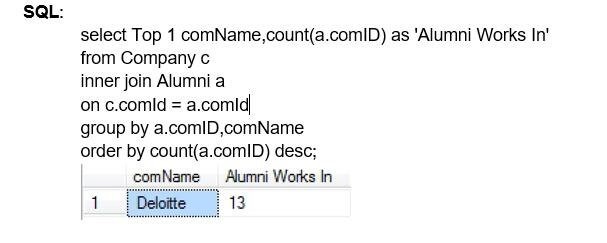 SQL:
select Top 1 comName,count(a.comID) as 'Alumni Works In'
from Company c
inner join Alumni a
on c.comId = a.comId
group by a.comID,comName
order by count(a.comID) desc;
comName Alumni Works In
1 Deloitte 13